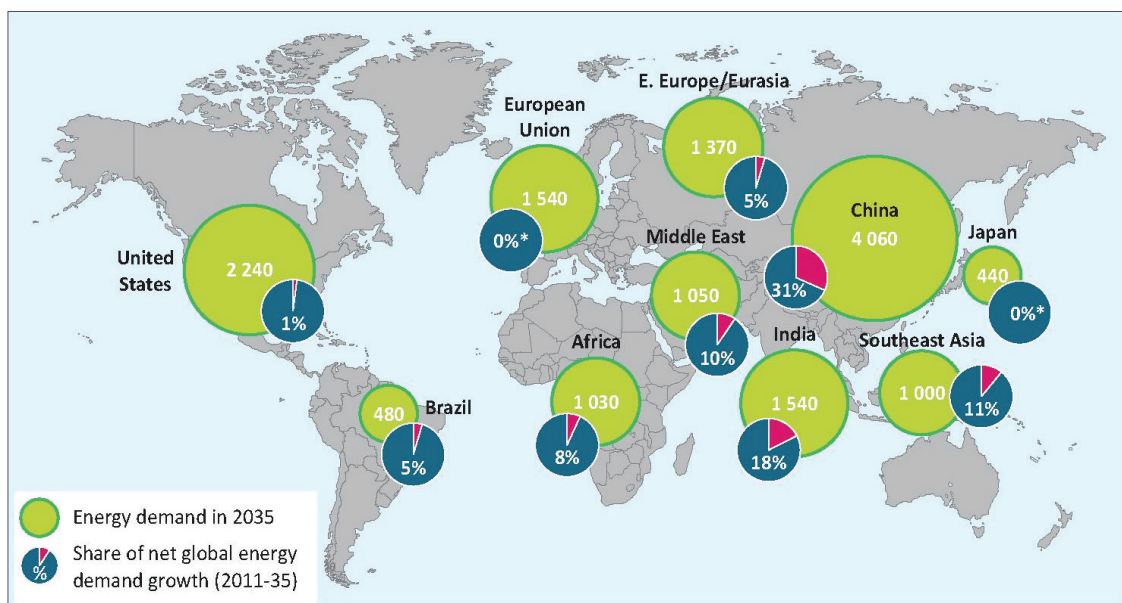 E. Europe/Eurasia
1 370
5%
European
Union
1 540
0%*
China
4 060
31%
Japan
440
0%*
Middle East
1 050
10%
United
States
2 240
1%
Africa
1 030
8%
India
1 540
18%
Southeast Asia
1 000
11%
Brazil
480
5%
Energy demand in 2035
%
Share of net global energy
demand growth (2011-35)